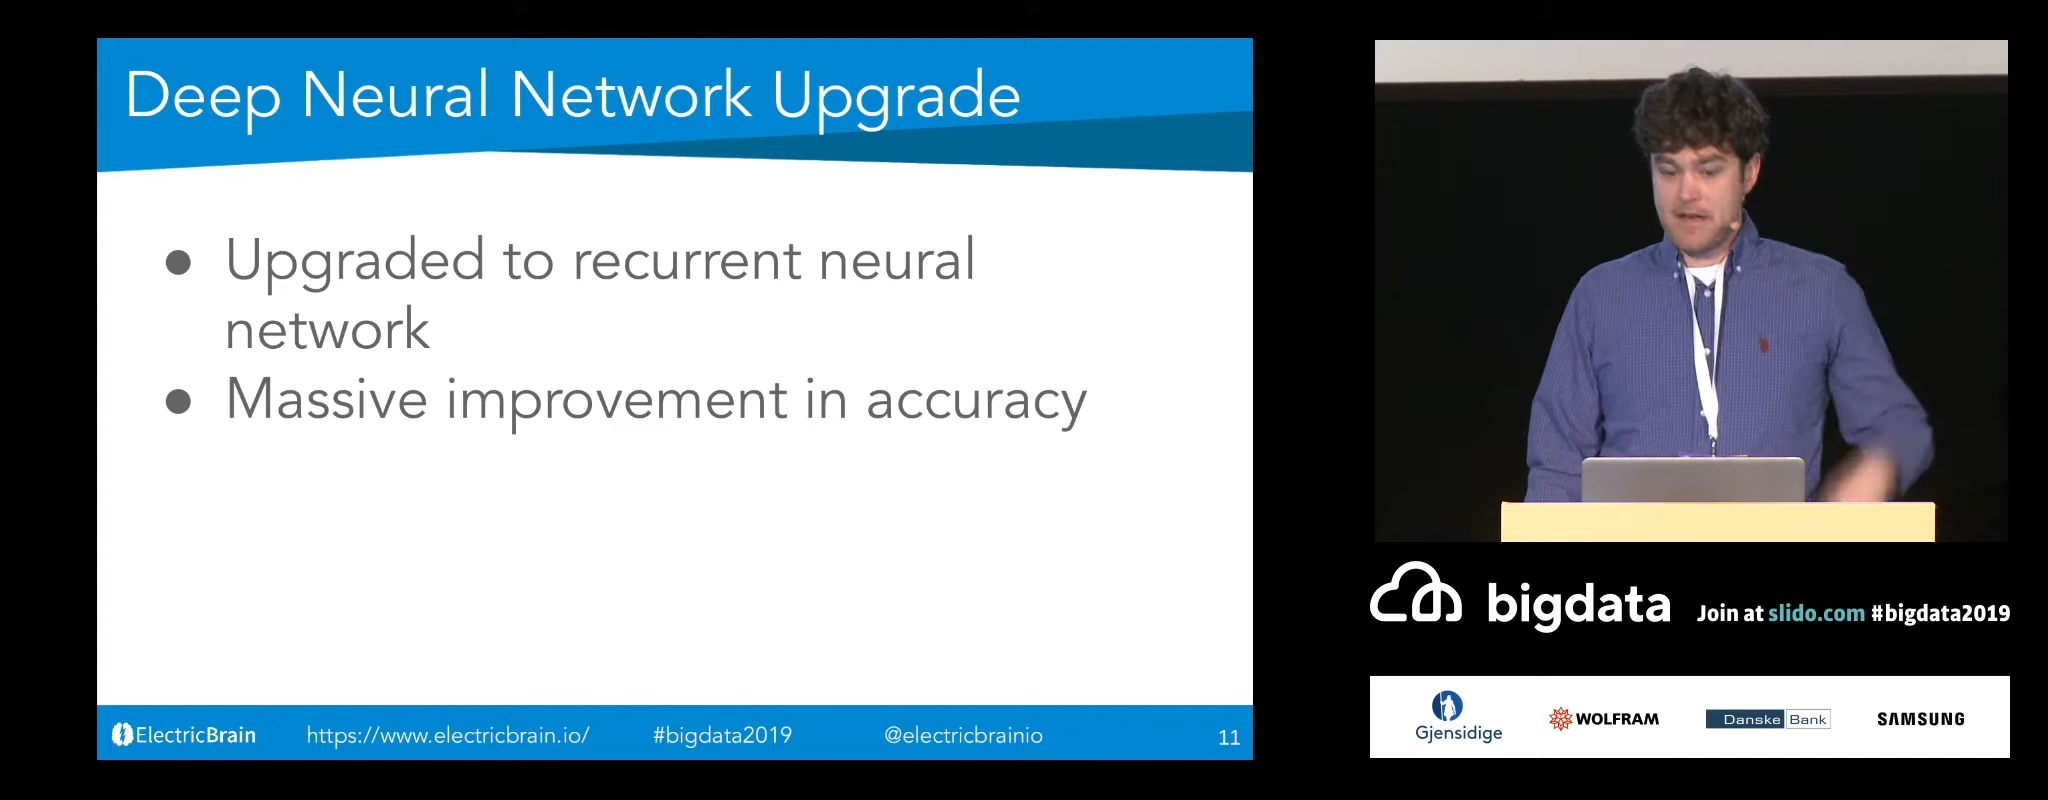 Deep Neural Network Upgrade
● Upgraded to recurrent neural
network
● Massive improvement in accuracy
ElectricBrain https://www.electricbrain.io/ #bigdata2019 @electricbrainio 11
bigdata Join at slido.com #bigdata2019
Gjensidige WOLFRAM Danske Bank SAMSUNG